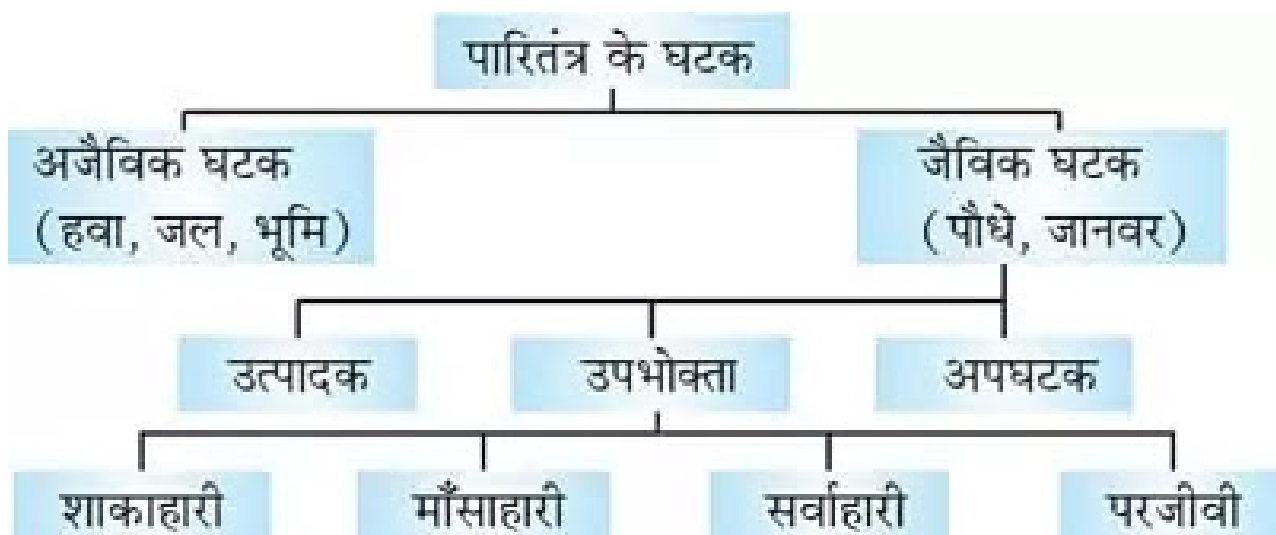 पारितंत्र के घटक
अजैविक घटक
(हवा, जल, भूमि)
जैविक घटक
(पौधे, जानवर)
उत्पादक
उपभोक्ता
अपघटक
शाकाहारी
माँसाहारी
सर्वाहारी
परजीवी